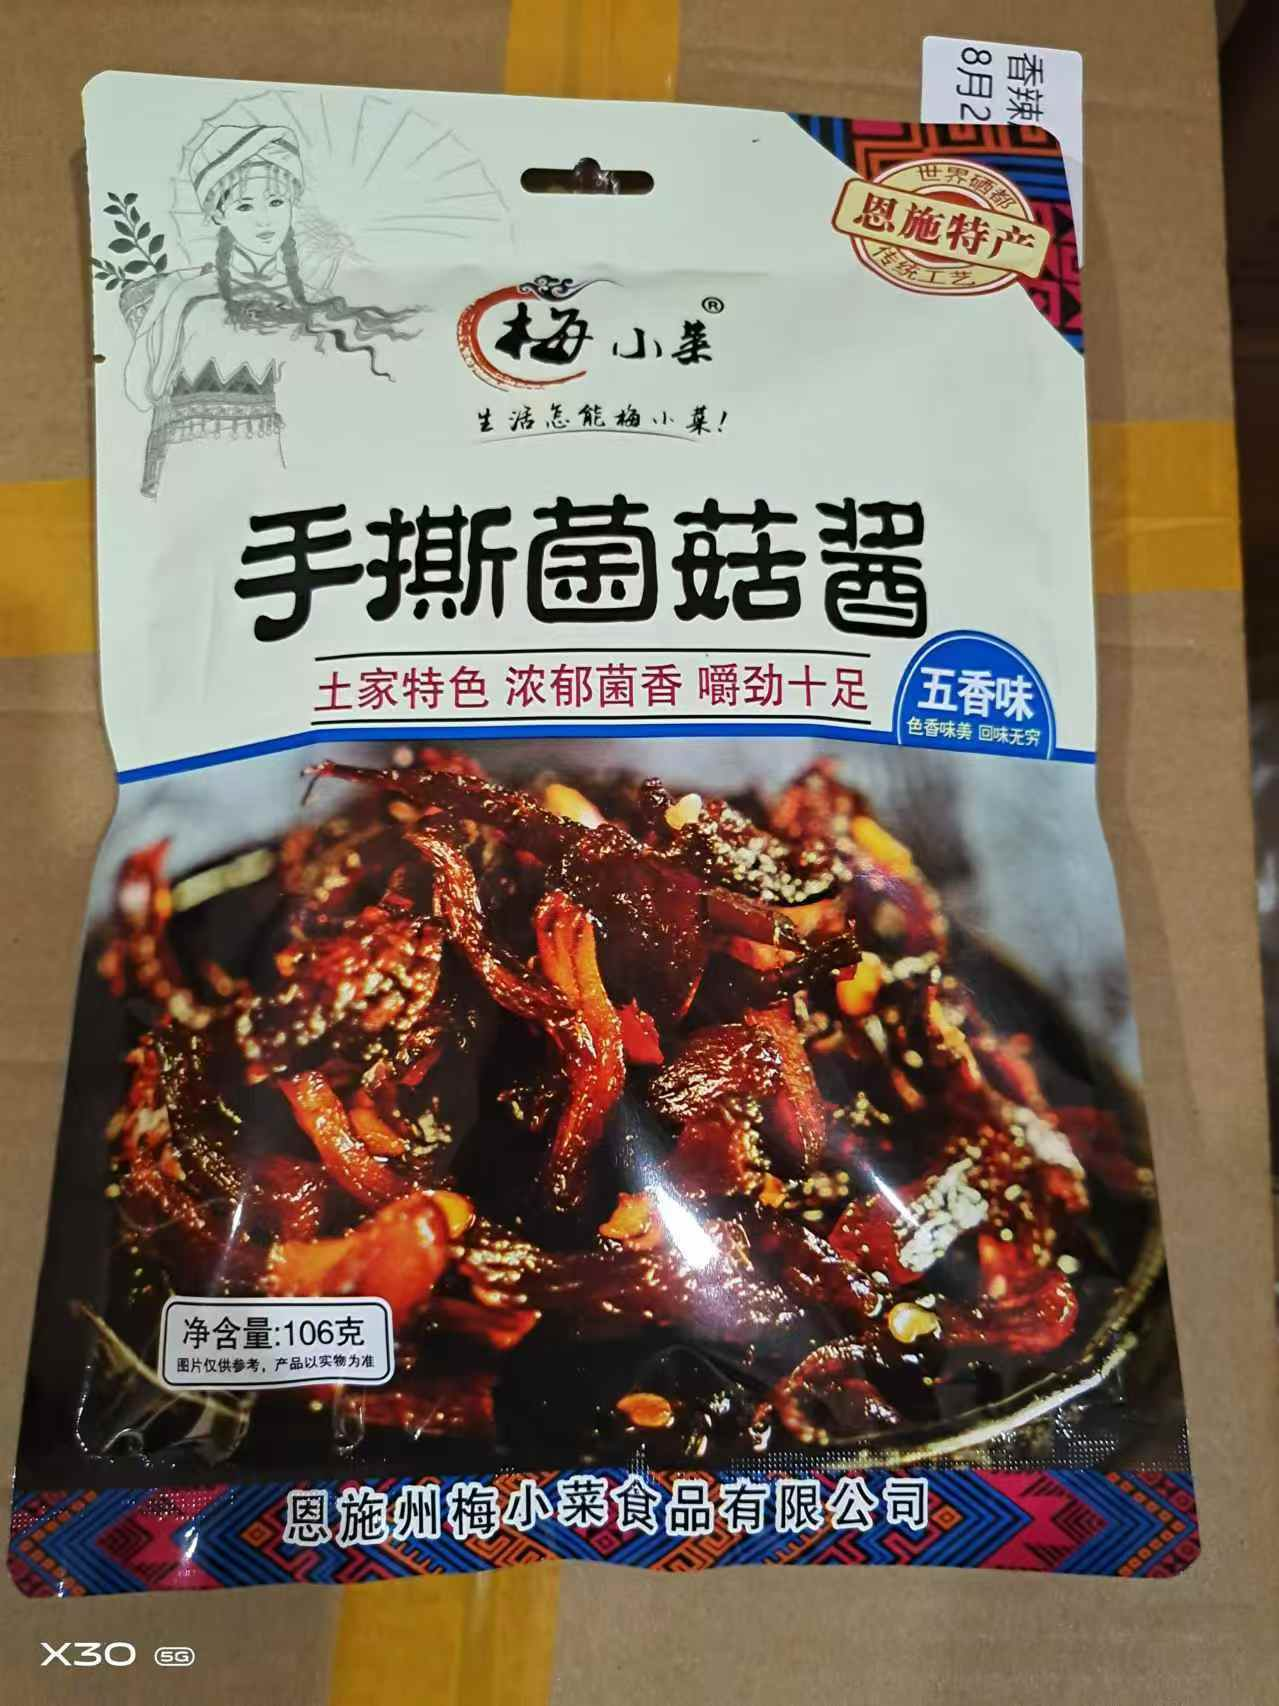 香辣
8月2
世界硒都
恩施特产
传统工艺
梅小菜®
生活怎能梅小菜!
手撕菌菇酱
土家特色 浓郁菌香 嚼劲十足
五香味
色香味美 回味无穷
净含量:106克
图片仅供参考，产品以实物为准
恩施州梅小菜食品有限公司
X30 5G